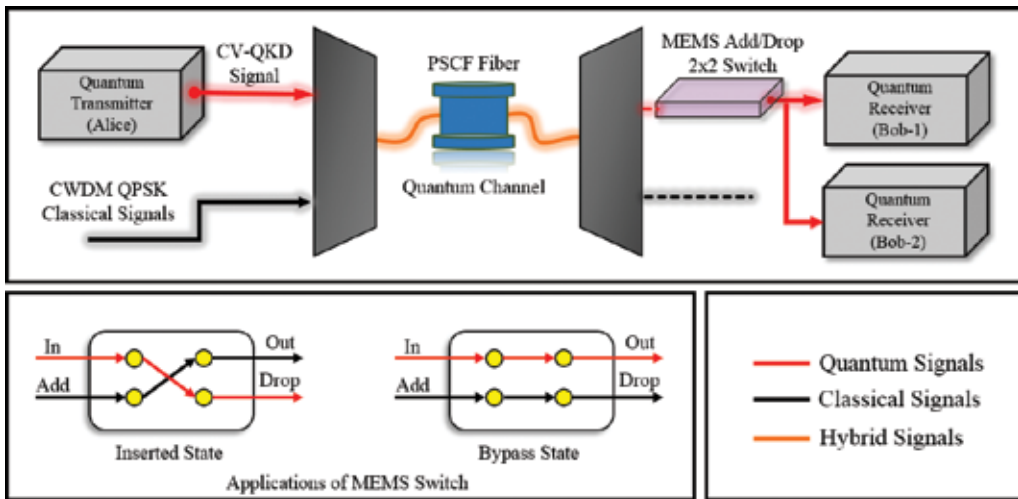 Quantum
Transmitter
(Alice)
CV-QKD
Signal
CWDM QPSK
Classical Signals
PSCF Fiber
Quantum Channel
MEMS Add/Drop
2x2 Switch
Quantum
Receiver
(Bob-1)
Quantum
Receiver
(Bob-2)
In
Add
Out
Drop
Inserted State
In
Add
Out
Drop
Bypass State
Applications of MEMS Switch
Quantum Signals
Classical Signals
Hybrid Signals